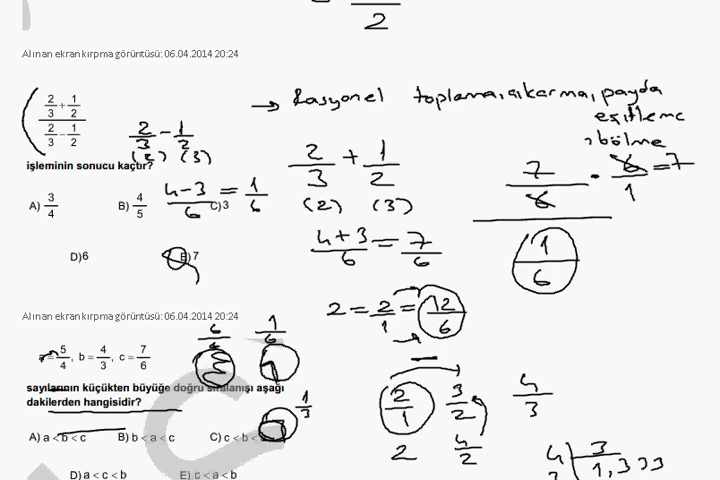 2
Alınan ekran kırpma görüntüsü: 06.04.2014 20:24
→ Rasyonel toplama, çıkarma, payda
eşitleme
, bölme
2/3 + 1/2
2/3 - 1/2
2/3 - 1/2
(2) (3)
işleminin sonucu kaçtır?
4-3/6 = 1/6
A) 3/4 B) 4/5 C) 3
D)6 E) 7
2/3 + 1/2
(2) (3)
4+3/6 = 7/6
7/6 · 6/1 = 7
1/6
2 = 2/1 = 12/6
Alınan ekran kırpma görüntüsü: 06.04.2014 20:24
5/4, b = 4/3, c = 7/6
1/6
1/3
sayılarının küçükten büyüğe doğru sıralanışı aşağı
dakilerden hangisidir?
A) a < b < c B) b < a < c C) c < b <
D) a < c < b E) c < a < b
2/1 3/2 4/3
2 4/2
4 3
1,333